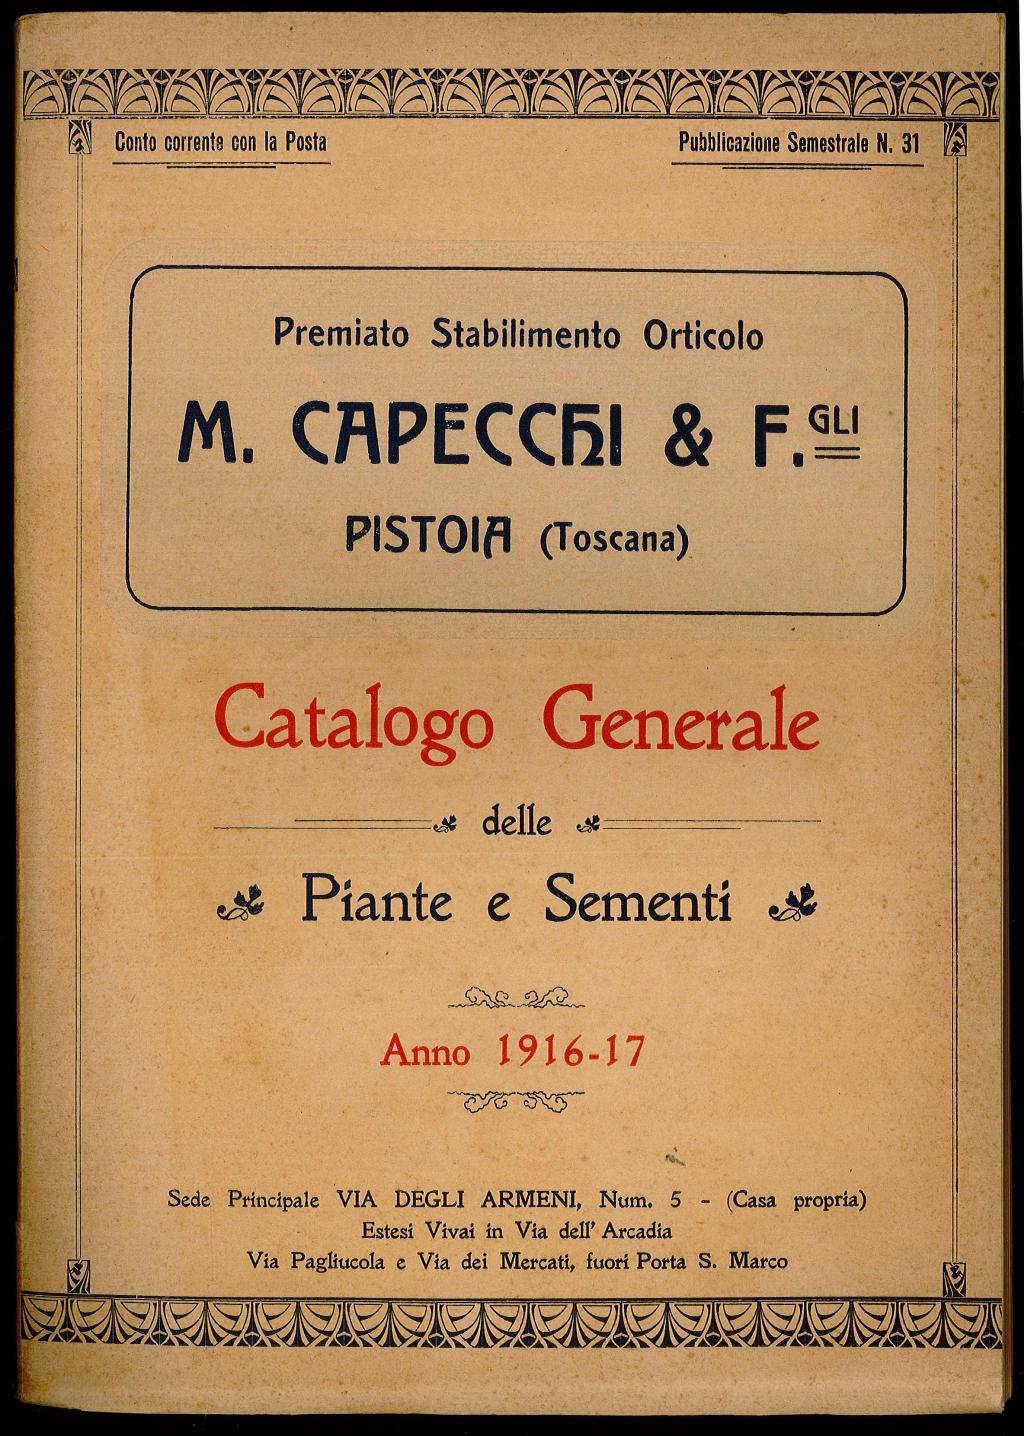 Conto corrente con la Posta
Pubblicazione Semestrale N. 31
Premiato Stabilimento Orticolo
M. CAPECCHI & F.GLI
PISTOIA (Toscana)
Catalogo Generale
delle
Piante e Sementi
Anno 1916-17
Sede Principale VIA DEGLI ARMENI, Num. 5 - (Casa propria)
Estesi Vivai in Via dell' Arcadia
Via Pagliucola e Via dei Mercati, fuori Porta S. Marco